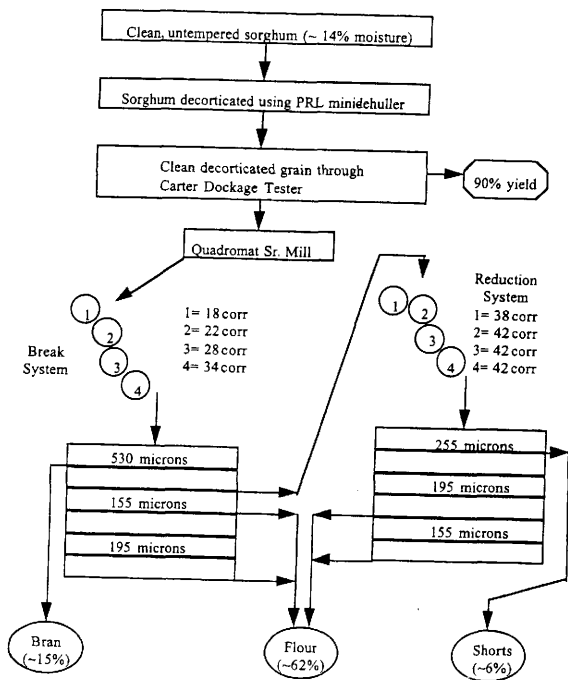 Clean, untempered sorghum (~ 14% moisture)
Sorghum decorticated using PRL minidehuller
Clean decorticated grain through
Carter Dockage Tester
90% yield
Quadromat Sr. Mill
1
2
3
4
1= 18 corr
2= 22 corr
3= 28 corr
4= 34 corr
Break
System
Reduction
System
1 2
3
4
1= 38 corr
2= 42 corr
3= 42 corr
4= 42 corr
530 microns
155 microns
195 microns
255 microns
195 microns
155 microns
Bran
(~15%)
Flour
(~62%)
Shorts
(~6%)